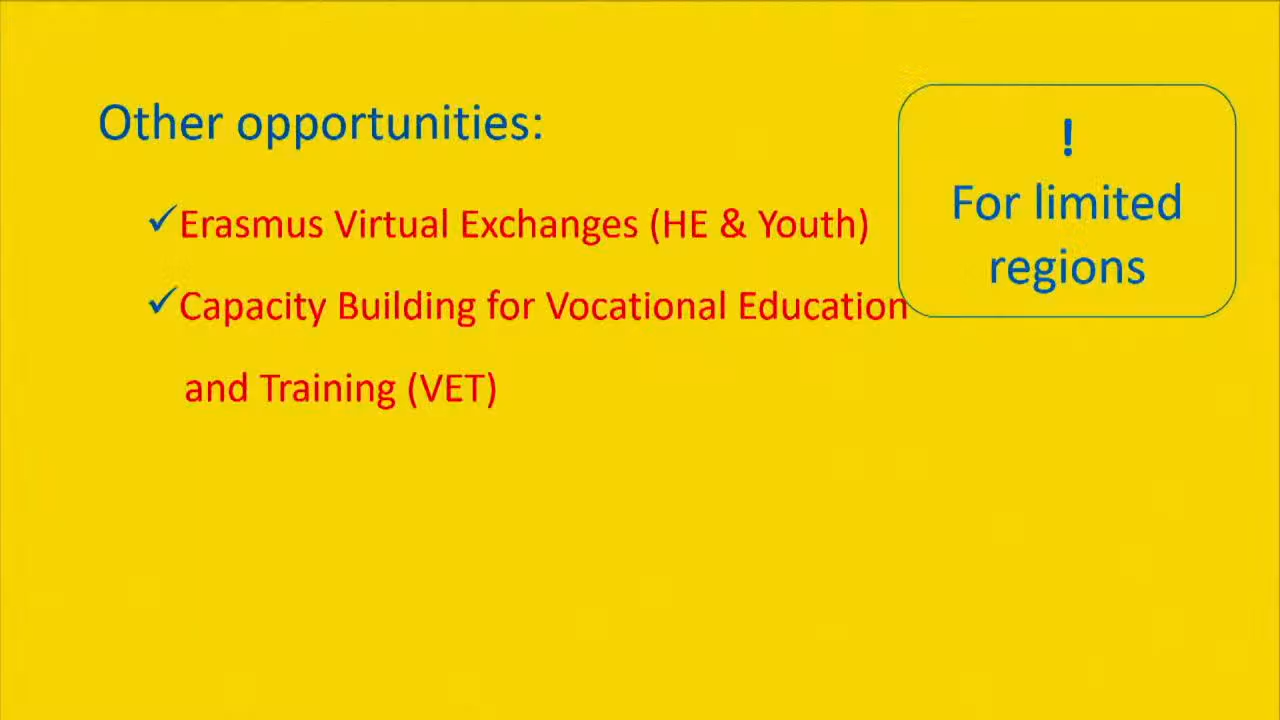 Other opportunities:
✓Erasmus Virtual Exchanges (HE & Youth)
✓Capacity Building for Vocational Education
and Training (VET)
!
For limited
regions